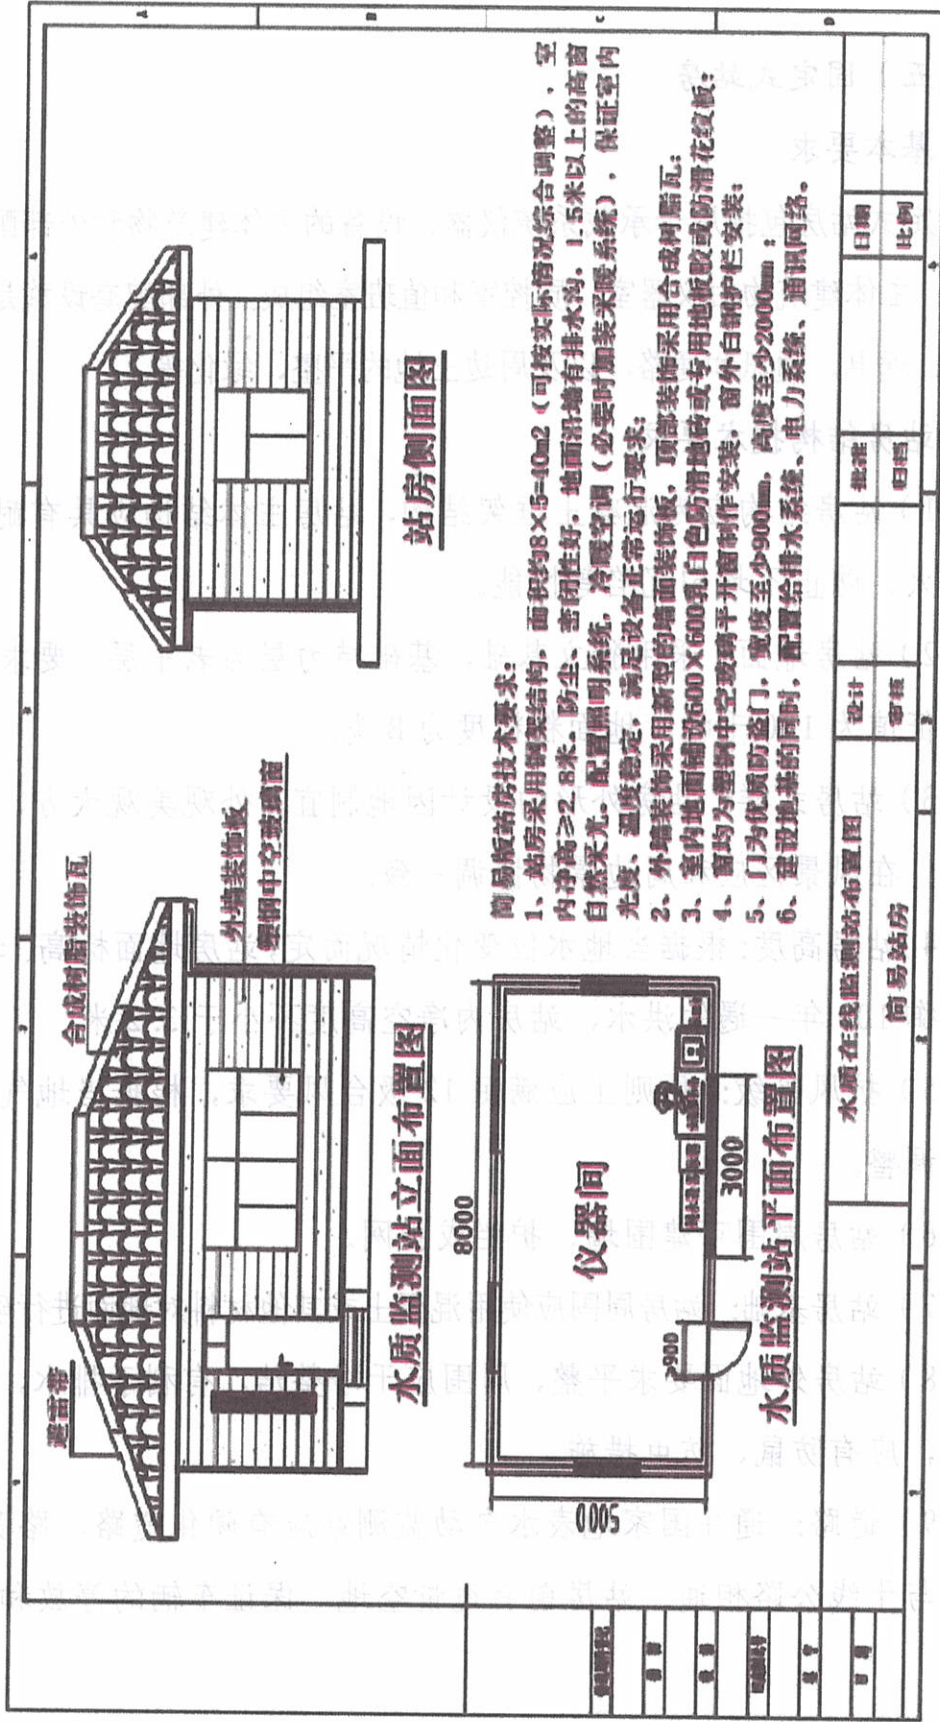 避雷带
合成树脂装饰瓦
外墙装饰板
塑钢中空玻璃窗
水质监测站立面布置图
站房侧面图
8000
5000
仪器间
≥900
3000
水质监测站平面布置图
简易板站房技术要求:
1、站房采用钢架结构,面积约8×5=40m2(可按实际情况综合调整),室
内净高≥2.8米,防尘、密闭性好,地面沿墙有排水沟,1.5米以上的高窗
自然采光,配置照明系统,冷暖空调(必要时加装采暖系统),保证室内
光度、温度稳定,满足设备正常运行要求;
2、外墙装饰采用新型的墙面装饰板,顶部装饰采用合成树脂瓦;
3、室内地面铺设600×600乳白色防滑地砖或专用地板胶或防滑花纹板;
4、窗均为塑钢中空玻璃平开窗制作安装,窗外白钢护栏安装;
5、门为优质防盗门,宽度至少900mm,高度至少2000mm;
6、建设地基的同时,配置给排水系统、电力系统、通讯网络。
水质在线监测站布置图
简易站房
设计
审核
批准
归档
日期
比例